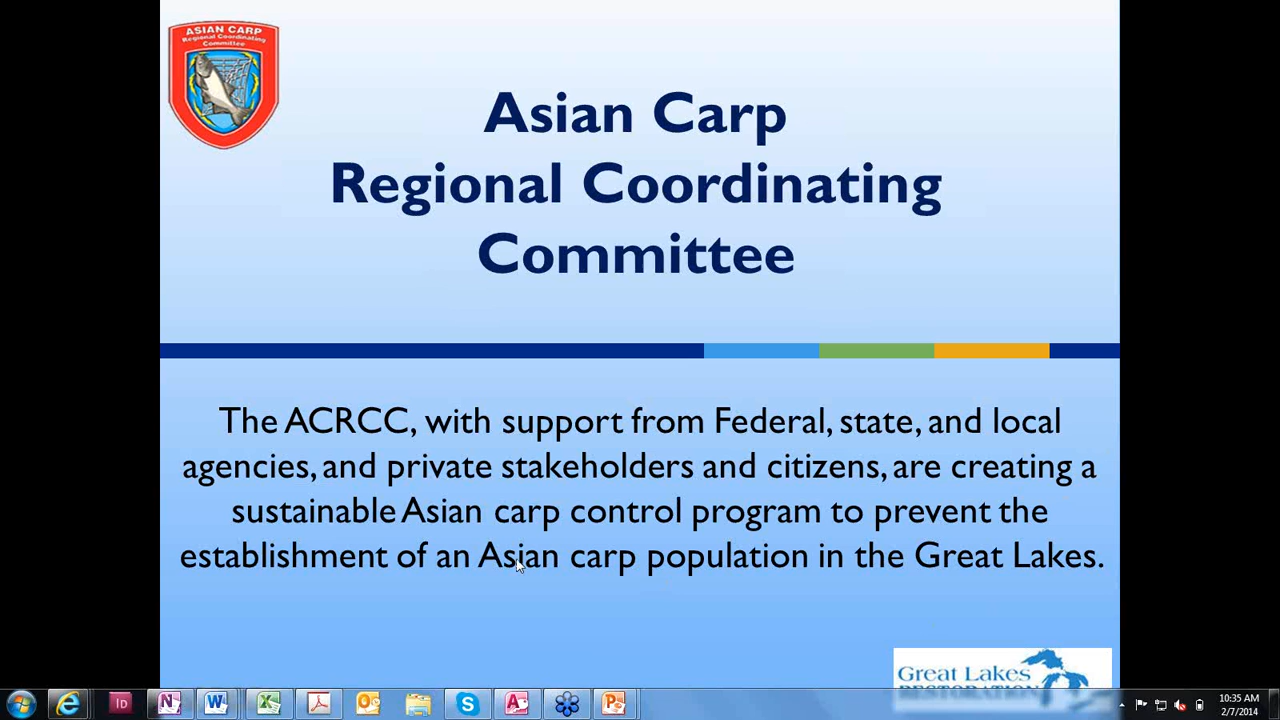 ASIAN CARP
Regional Coordinating
Committee
Asian Carp
Regional Coordinating
Committee
The ACRCC, with support from Federal, state, and local
agencies, and private stakeholders and citizens, are creating a
sustainable Asian carp control program to prevent the
establishment of an Asian carp population in the Great Lakes.
Great Lakes
RESTORATION
10:35 AM
2/7/2014